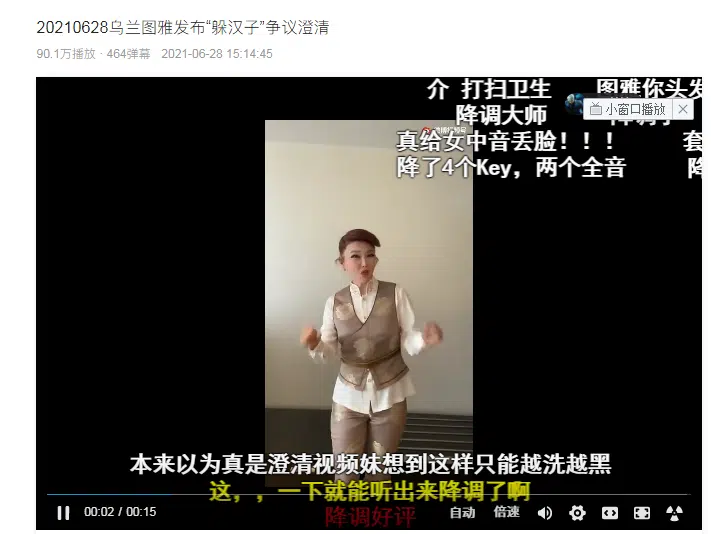 20210628乌兰图雅发布“躲汉子”争议澄清
90.1万播放 · 464弹幕 2021-06-28 15:14:45
介 打扫卫生 图雅你头发
小窗口播放
降调大师
真给女中音丢脸！！！ 套
降了4个Key，两个全音 降
本来以为真是澄清视频妹想到这样只能越洗越黑
这，，一下就能听出来降调了啊
00:02 / 00:15 自动 倍速
降调好评